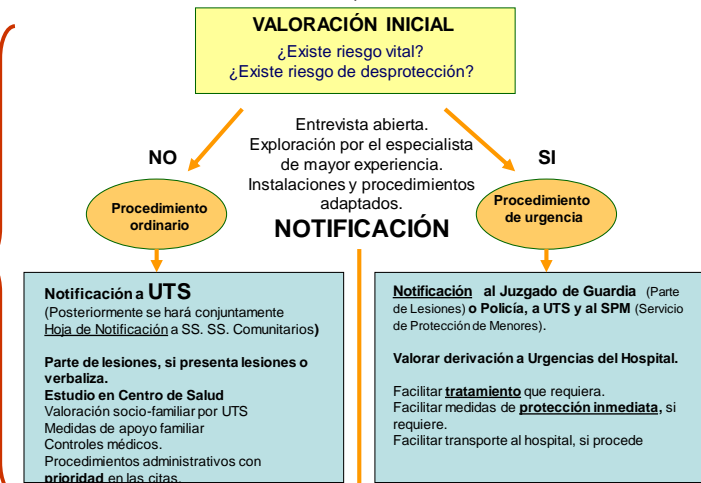 VALORACIÓN INICIAL
¿Existe riesgo vital?
¿Existe riesgo de desprotección?
Entrevista abierta.
Exploración por el especialista
de mayor experiencia.
Instalaciones y procedimientos
adaptados.
NOTIFICACIÓN
NO
SI
Procedimiento
ordinario
Procedimiento
de urgencia
Notificación a UTS
(Posteriormente se hará conjuntamente
Hoja de Notificación a SS. SS. Comunitarios)
Parte de lesiones, si presenta lesiones o
verbaliza.
Estudio en Centro de Salud
Valoración socio-familiar por UTS
Medidas de apoyo familiar
Controles médicos.
Procedimientos administrativos con
prioridad en las citas.
Notificación al Juzgado de Guardia (Parte
de Lesiones) o Policía, a UTS y al SPM (Servicio
de Protección de Menores).
Valorar derivación a Urgencias del Hospital.
Facilitar tratamiento que requiera.
Facilitar medidas de protección inmediata, si
requiere.
Facilitar transporte al hospital, si procede